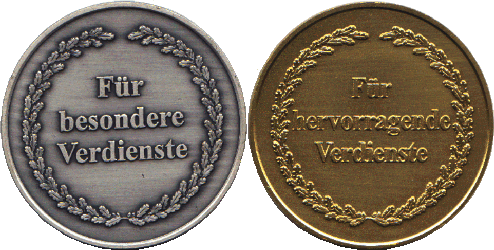 Für
besondere
Verdienste
Für
hervorragende
Verdienste